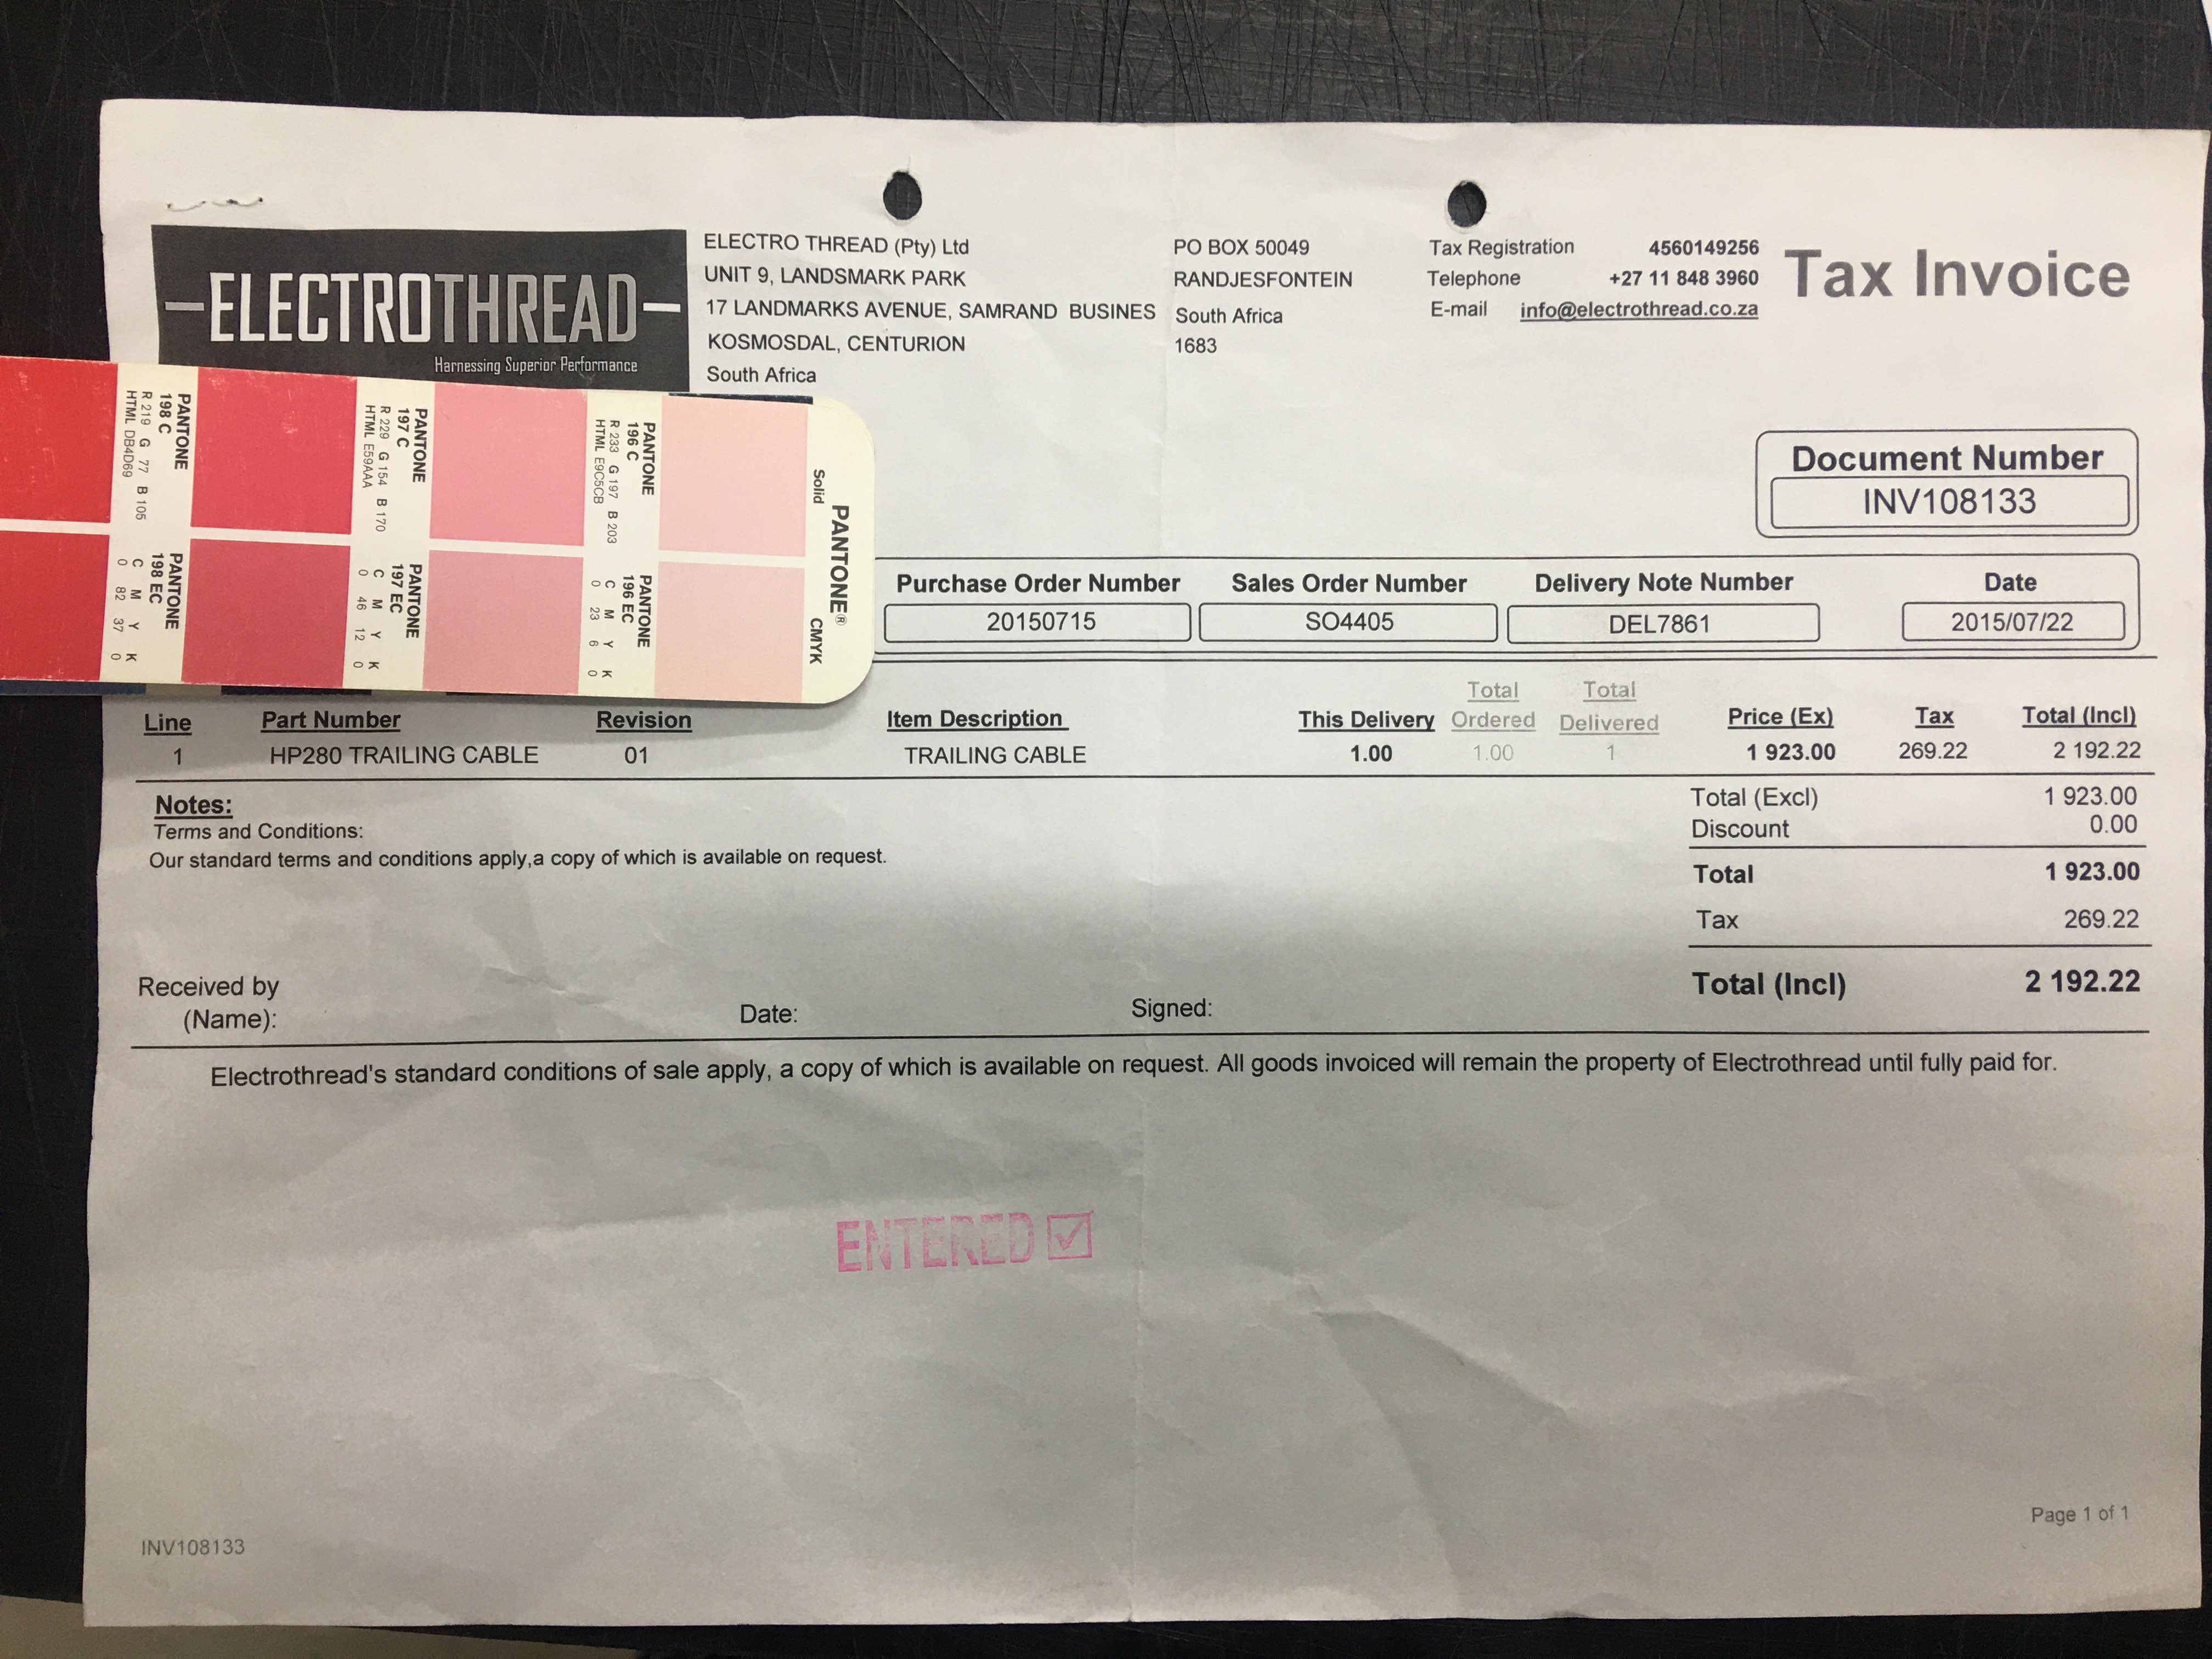 ELECTROTHREAD
Harnessing Superior Performance
ELECTRO THREAD (Pty) Ltd
UNIT 9, LANDSMARK PARK
17 LANDMARKS AVENUE, SAMRAND BUSINES
KOSMOSDAL, CENTURION
South Africa
PO BOX 50049
RANDJESFONTEIN
South Africa
1683
Tax Registration 4560149256
Telephone +27 11 848 3960
E-mail info@electrothread.co.za
Tax Invoice
Document Number
INV108133
PANTONE®
Solid CMYK
PANTONE
196 C
R 233 G 197 B 203
HTML E9C5CB
PANTONE
196 EC
C M Y K
0 23 6 0
PANTONE
197 C
R 229 G 154 B 170
HTML E59AAA
PANTONE
197 EC
C M Y K
0 46 12 0
PANTONE
198 C
R 219 G 77 B 105
HTML DB4D69
PANTONE
198 EC
C M Y K
0 82 37 0
Purchase Order Number Sales Order Number Delivery Note Number Date
20150715 SO4405 DEL7861 2015/07/22
Line Part Number Revision Item Description This Delivery Total Ordered Total Delivered Price (Ex) Tax Total (Incl)
1 HP280 TRAILING CABLE 01 TRAILING CABLE 1.00 1.00 1 1 923.00 269.22 2 192.22
Notes:
Terms and Conditions:
Our standard terms and conditions apply,a copy of which is available on request.
Total (Excl) 1 923.00
Discount 0.00
Total 1 923.00
Tax 269.22
Total (Incl) 2 192.22
Received by
(Name): Date: Signed:
Electrothread's standard conditions of sale apply, a copy of which is available on request. All goods invoiced will remain the property of Electrothread until fully paid for.
ENTERED
Page 1 of 1
INV108133